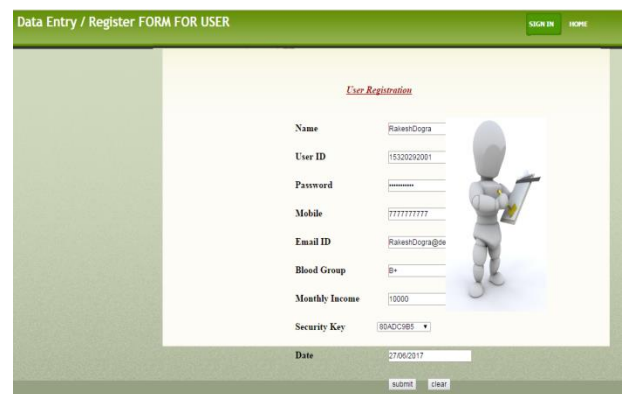 Data Entry / Register FORM FOR USER
SIGN IN HOME
User Registration
Name RakeshDogra
User ID 15320292001
Password •••••••••••
Mobile 7777777777
Email ID RakeshDogra@de
Blood Group B+
Monthly Income 10000
Security Key 80ADC9B5
Date 27/06/2017
submit clear